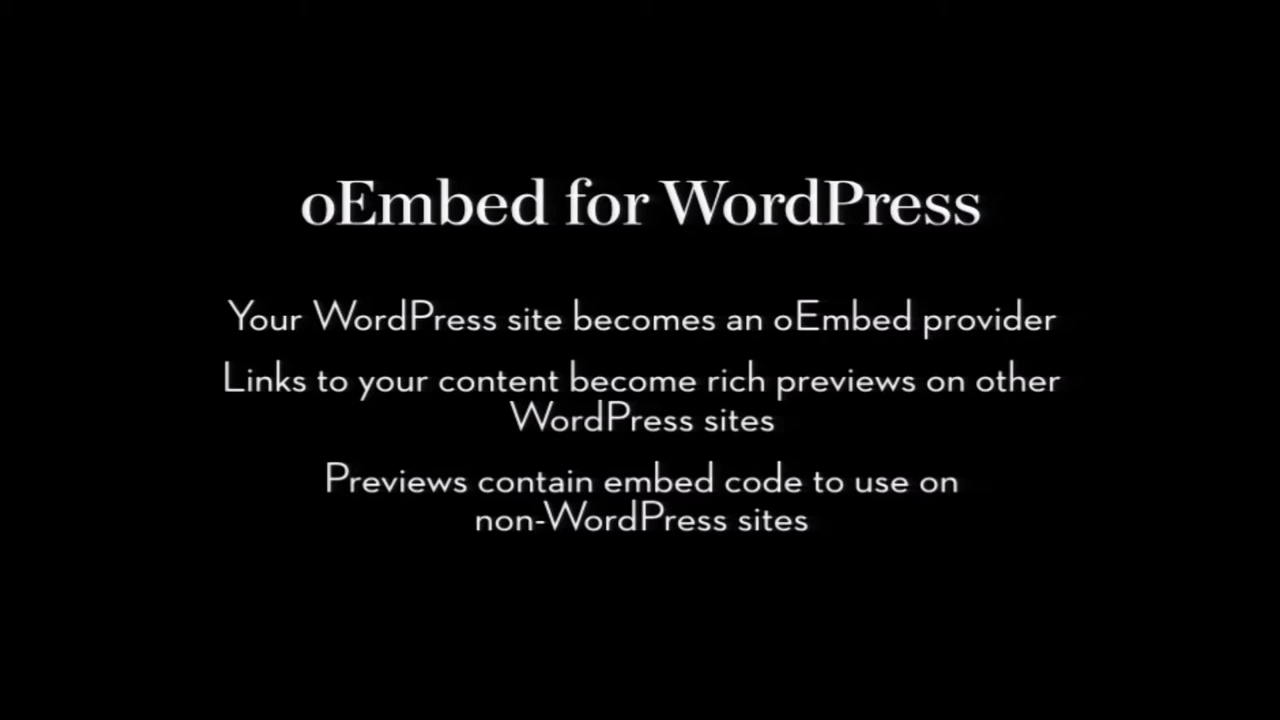 oEmbed for WordPress
Your WordPress site becomes an oEmbed provider
Links to your content become rich previews on other
WordPress sites
Previews contain embed code to use on
non-WordPress sites